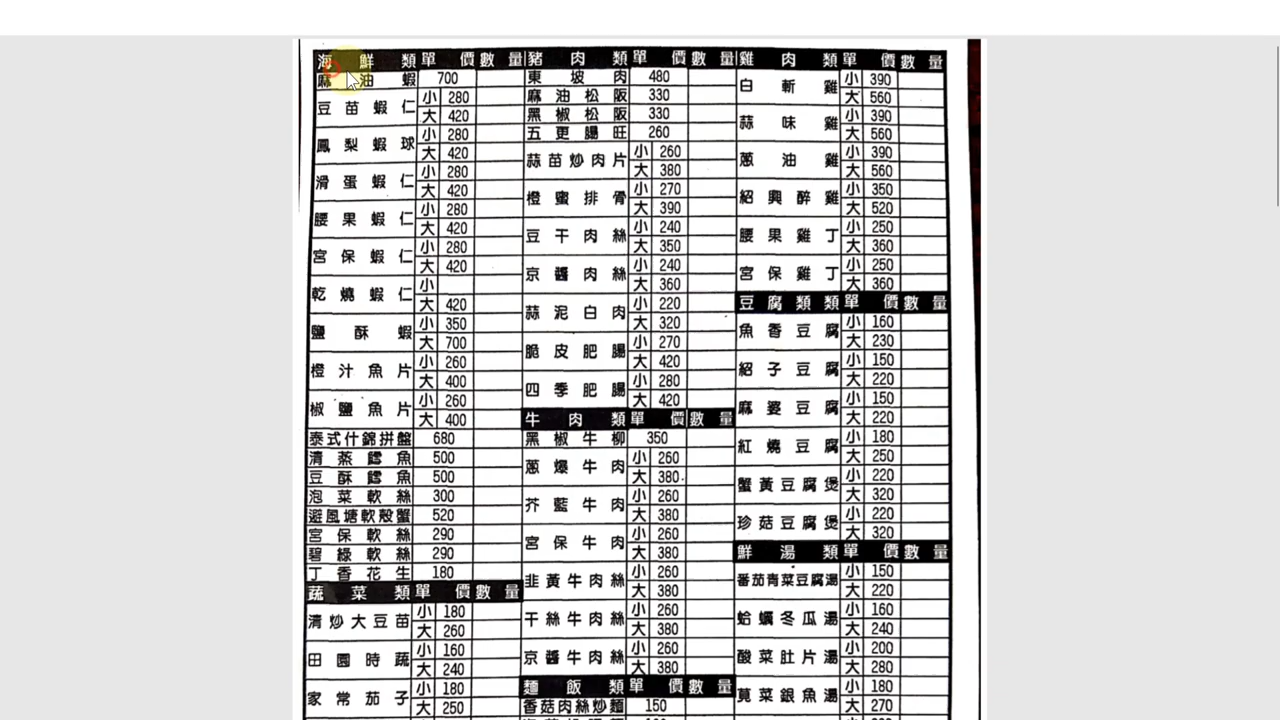 海鮮類 單價 數量
麻油蝦 700
豆苗蝦仁 小 280
大 420
鳳梨蝦球 小 280
大 420
滑蛋蝦仁 小 280
大 420
腰果蝦仁 小 280
大 420
宮保蝦仁 小 280
大 420
乾燒蝦仁 小
大 420
鹽酥蝦 小 350
大 700
橙汁魚片 小 260
大 400
椒鹽魚片 小 260
大 400
泰式什錦拼盤 680
清蒸鱈魚 500
豆酥鱈魚 500
泡菜軟絲 300
避風塘軟殼蟹 520
宮保軟絲 290
碧綠軟絲 290
丁香花生 180
蔬菜類 單價 數量
清炒大豆苗 小 180
大 260
田園時蔬 小 160
大 240
家常茄子 小 180
大 250
豬肉類 單價 數量
東坡肉 480
麻油松阪 330
黑椒松阪 330
五更腸旺 260
蒜苗炒肉片 小 260
大 380
橙蜜排骨 小 270
大 390
豆干肉絲 小 240
大 350
京醬肉絲 小 240
大 360
蒜泥白肉 小 220
大 320
脆皮肥腸 小 270
大 420
四季肥腸 小 280
大 420
牛肉類 單價 數量
黑椒牛柳 350
蔥爆牛肉 小 260
大 380
芥藍牛肉 小 260
大 380
宮保牛肉 小 260
大 380
韭黃牛肉絲 小 260
大 380
干絲牛肉絲 小 260
大 380
京醬牛肉絲 小 260
大 380
麵飯類 單價 數量
香菇肉絲炒麵 150
雞肉類 單價 數量
白斬雞 小 390
大 560
蒜味雞 小 390
大 560
蔥油雞 小 390
大 560
紹興醉雞 小 350
大 520
腰果雞丁 小 250
大 360
宮保雞丁 小 250
大 360
豆腐類類 單價 數量
魚香豆腐 小 160
大 230
紹子豆腐 小 150
大 220
麻婆豆腐 小 150
大 220
紅燒豆腐 小 180
大 250
蟹黃豆腐煲 小 220
大 320
珍菇豆腐煲 小 220
大 320
鮮湯類 單價 數量
番茄青菜豆腐湯 小 150
大 220
蛤蠣冬瓜湯 小 160
大 240
酸菜肚片湯 小 200
大 280
莧菜銀魚湯 小 180
大 270